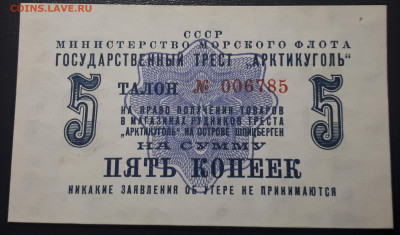 COINS.LAVE.RU
СССР
МИНИСТЕРСТВО МОРСКОГО ФЛОТА
ГОСУДАРСТВЕННЫЙ ТРЕСТ „АРКТИКУГОЛЬ"
ТАЛОН № 006785
5 5
НА ПРАВО ПОЛУЧЕНИЯ ТОВАРОВ
В МАГАЗИНАХ РУДНИКОВ ТРЕСТА
„АРКТИКУГОЛЬ" НА ОСТРОВЕ ШПИЦБЕРГЕН
НА СУММУ
ПЯТЬ КОПЕЕК
НИКАКИЕ ЗАЯВЛЕНИЯ ОБ УТЕРЕ НЕ ПРИНИМАЮТСЯ